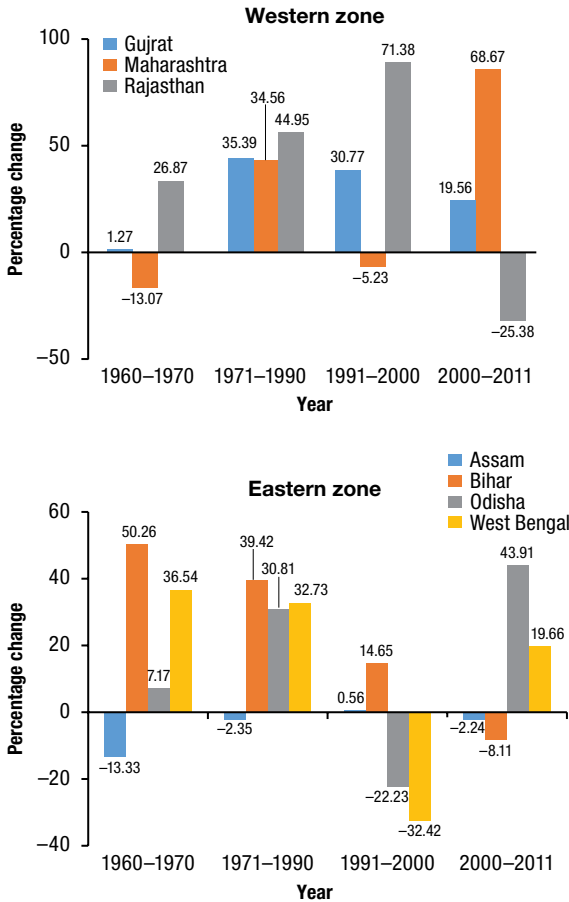 Western zone
Gujrat
Maharashtra
Rajasthan
Percentage change
100
50
0
−50
1.27
−13.07
26.87
35.39
34.56
44.95
30.77
−5.23
71.38
19.56
68.67
−25.38
1960–1970 1971–1990 1991–2000 2000–2011
Year
Eastern zone
Assam
Bihar
Odisha
West Bengal
Percentage change
60
40
20
0
−20
−40
−13.33
50.26
7.17
36.54
−2.35
39.42
30.81
32.73
0.56
14.65
−22.23
−32.42
−2.24
−8.11
43.91
19.66
1960–1970 1971–1990 1991–2000 2000–2011
Year